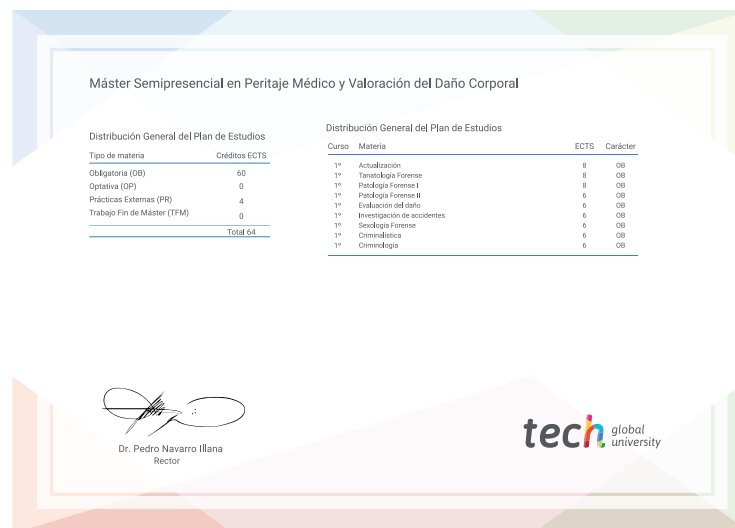 Máster Semipresencial en Peritaje Médico y Valoración del Daño Corporal
Distribución General del Plan de Estudios
Tipo de materia Créditos ECTS
Obligatoria (OB) 60
Optativa (OP) 0
Prácticas Externas (PR) 4
Trabajo Fin de Máster (TFM) 0
Total 64
Distribución General del Plan de Estudios
Curso Materia ECTS Carácter
1º Actualización 8 OB
1º Tanatología Forense 8 OB
1º Patología Forense I 8 OB
1º Patología Forense II 6 OB
1º Evaluación del daño 6 OB
1º Investigación de accidentes 6 OB
1º Sexología Forense 6 OB
1º Criminalística 6 OB
1º Criminología 6 OB
Dr. Pedro Navarro Illana
Rector
tech global university